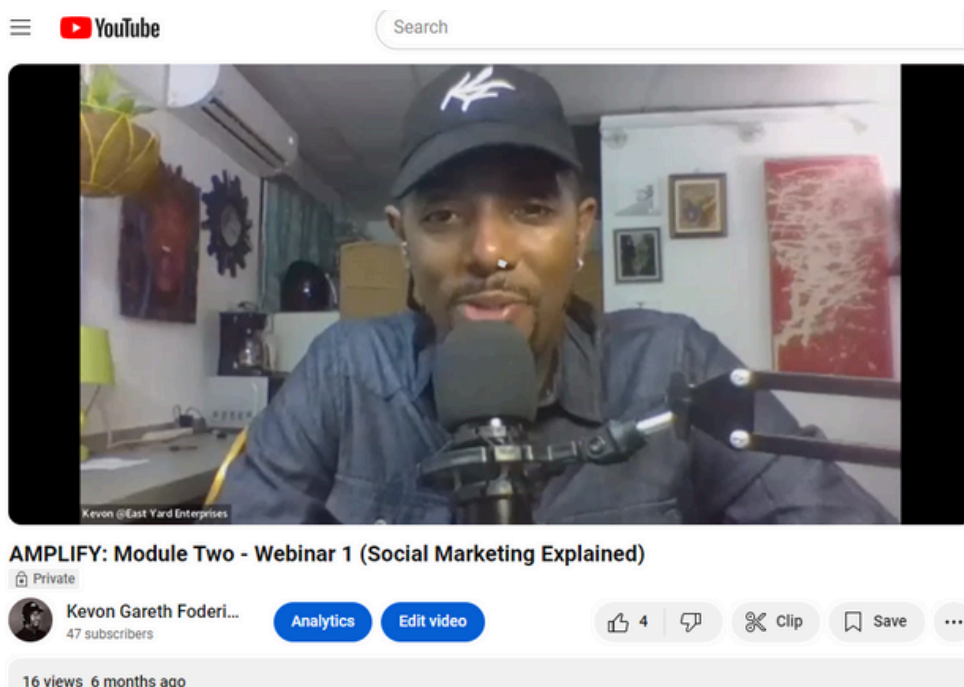 YouTube
Search
KF
Kevon @East Yard Enterprises
AMPLIFY: Module Two - Webinar 1 (Social Marketing Explained)
Private
Kevon Gareth Foderi...
47 subscribers
Analytics
Edit video
4
Clip
Save
16 views 6 months ago